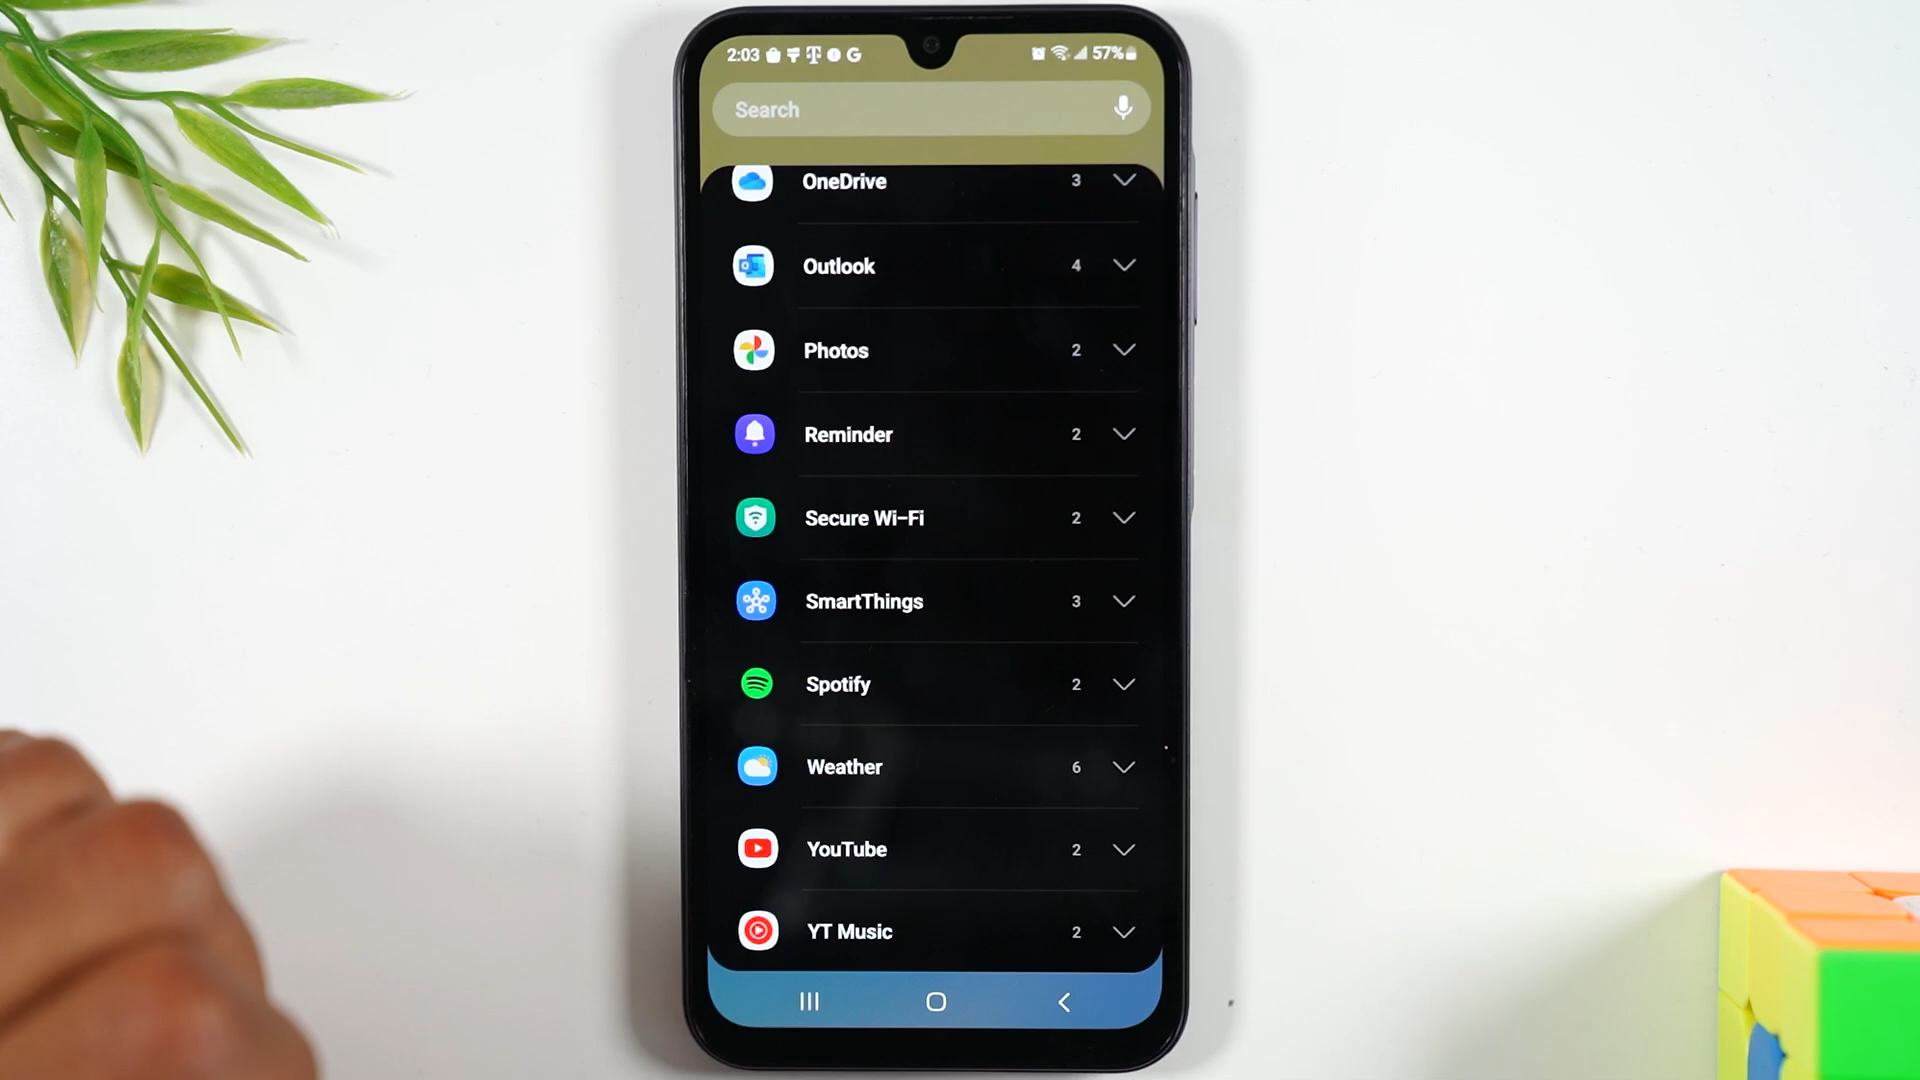 2:03 57%
Search
OneDrive 3
Outlook 4
Photos 2
Reminder 2
Secure Wi-Fi 2
SmartThings 3
Spotify 2
Weather 6
YouTube 2
YT Music 2